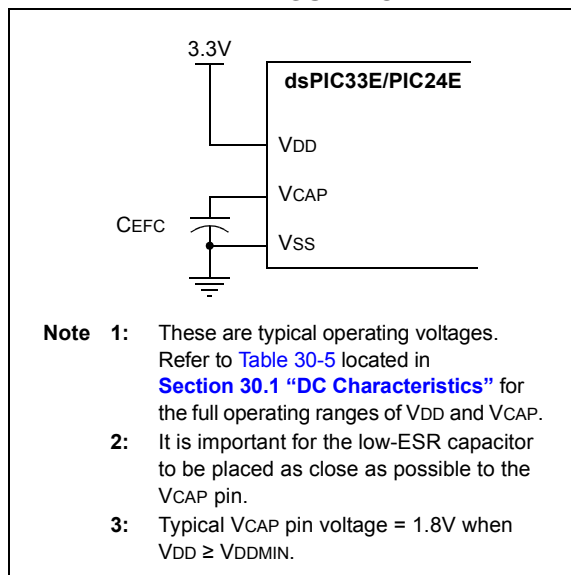 3.3V
dsPIC33E/PIC24E
VDD
VCAP
CEFC
VSS
Note 1: These are typical operating voltages.
Refer to Table 30-5 located in
Section 30.1 “DC Characteristics” for
the full operating ranges of VDD and VCAP.
2: It is important for the low-ESR capacitor
to be placed as close as possible to the
VCAP pin.
3: Typical VCAP pin voltage = 1.8V when
VDD ≥ VDDMIN.